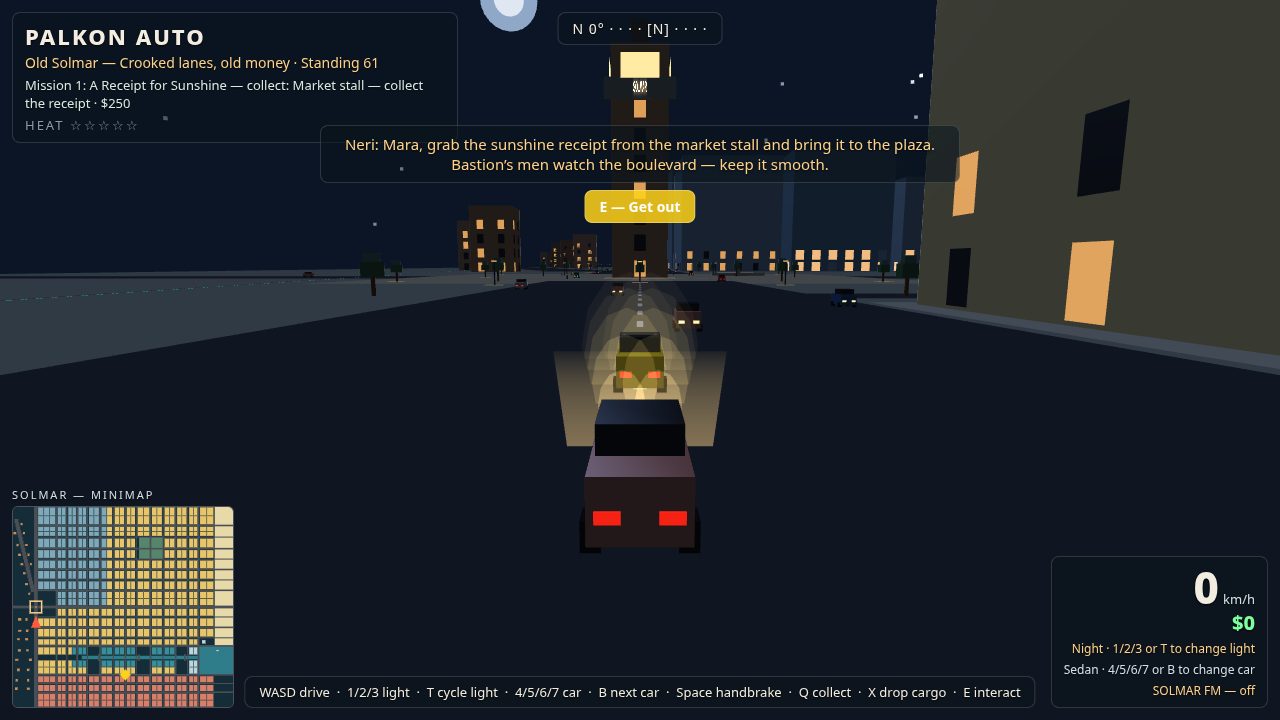 PALKON AUTO
Old Solmar — Crooked lanes, old money · Standing 61
Mission 1: A Receipt for Sunshine — collect: Market stall — collect
the receipt · $250
HEAT ☆☆☆☆☆
N 0° · · · · [N] · · · ·
Neri: Mara, grab the sunshine receipt from the market stall and bring it to the plaza.
Bastion’s men watch the boulevard — keep it smooth.
E — Get out
SOLMAR — MINIMAP
0 km/h
$0
Night · 1/2/3 or T to change light
Sedan · 4/5/6/7 or B to change car
SOLMAR FM — off
WASD drive · 1/2/3 light · T cycle light · 4/5/6/7 car · B next car · Space handbrake · Q collect · X drop cargo · E interact